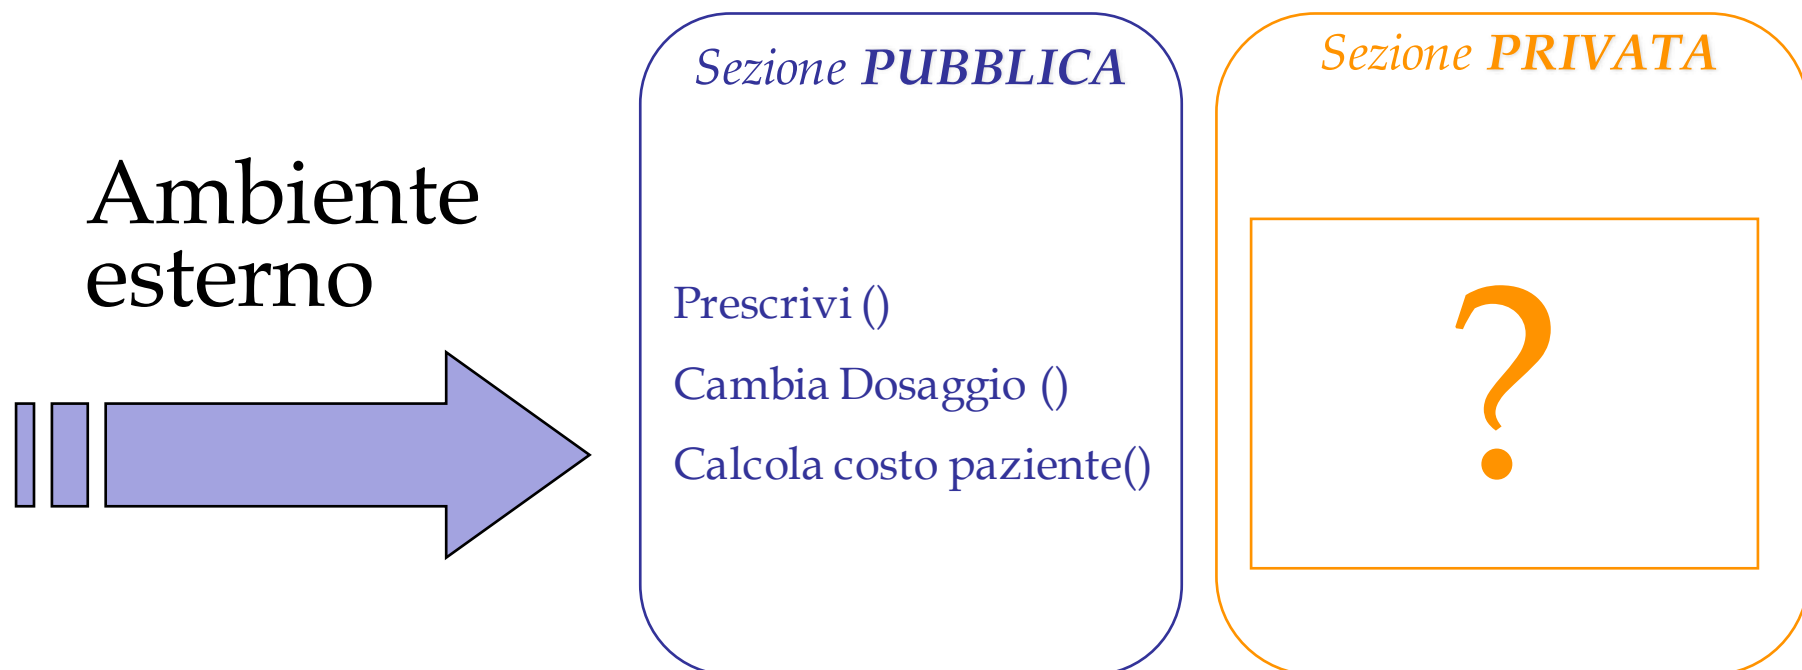 Ambiente
esterno
Sezione PUBBLICA
Prescrivi ()
Cambia Dosaggio ()
Calcola costo paziente()
Sezione PRIVATA
?